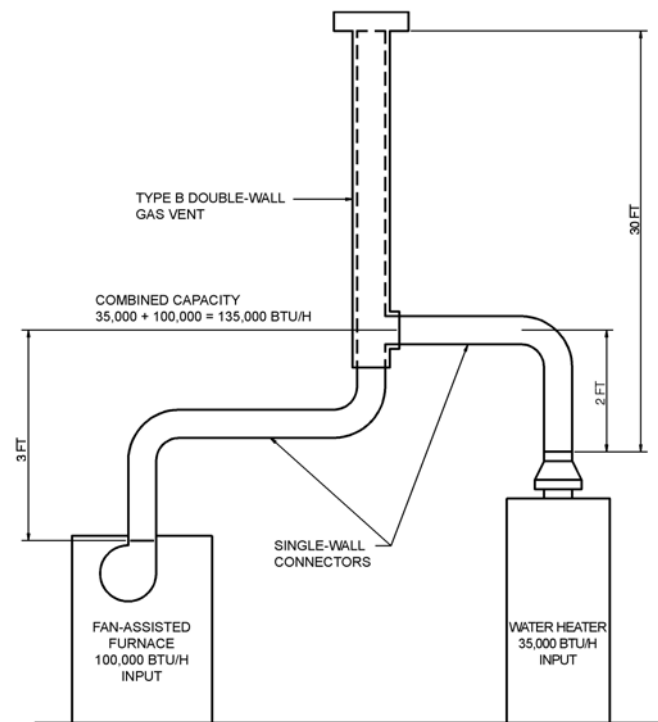 TYPE B DOUBLE-WALL
GAS VENT
30 FT
COMBINED CAPACITY
35,000 + 100,000 = 135,000 BTU/H
3 FT
2 FT
SINGLE-WALL
CONNECTORS
FAN-ASSISTED
FURNACE
100,000 BTU/H
INPUT
WATER HEATER
35,000 BTU/H
INPUT